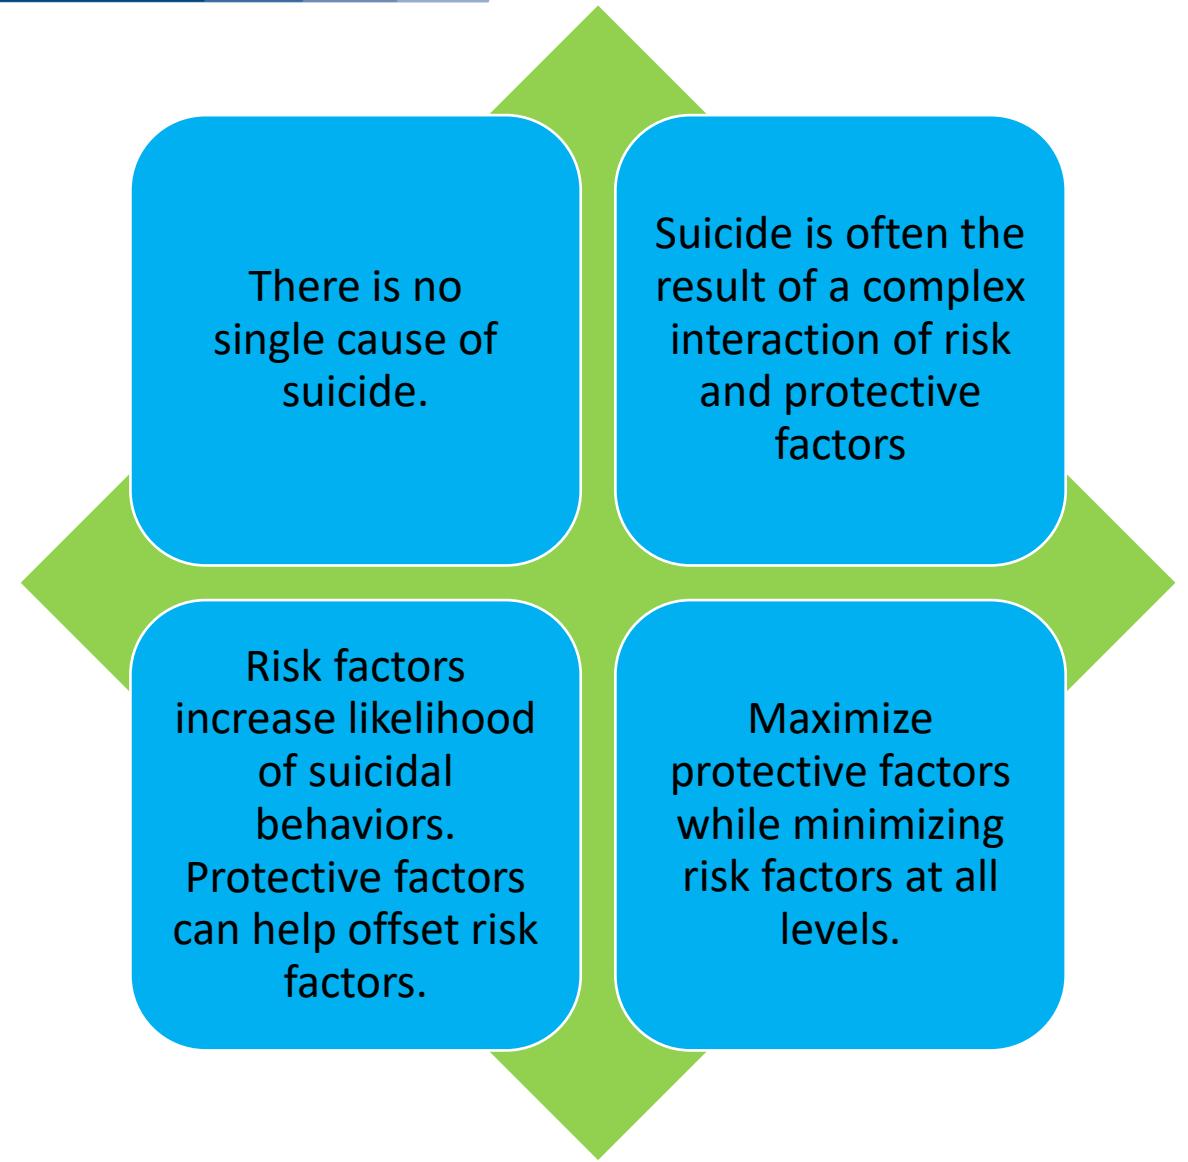 There is no
single cause of
suicide.
Suicide is often the
result of a complex
interaction of risk
and protective
factors
Risk factors
increase likelihood
of suicidal
behaviors.
Protective factors
can help offset risk
factors.
Maximize
protective factors
while minimizing
risk factors at all
levels.